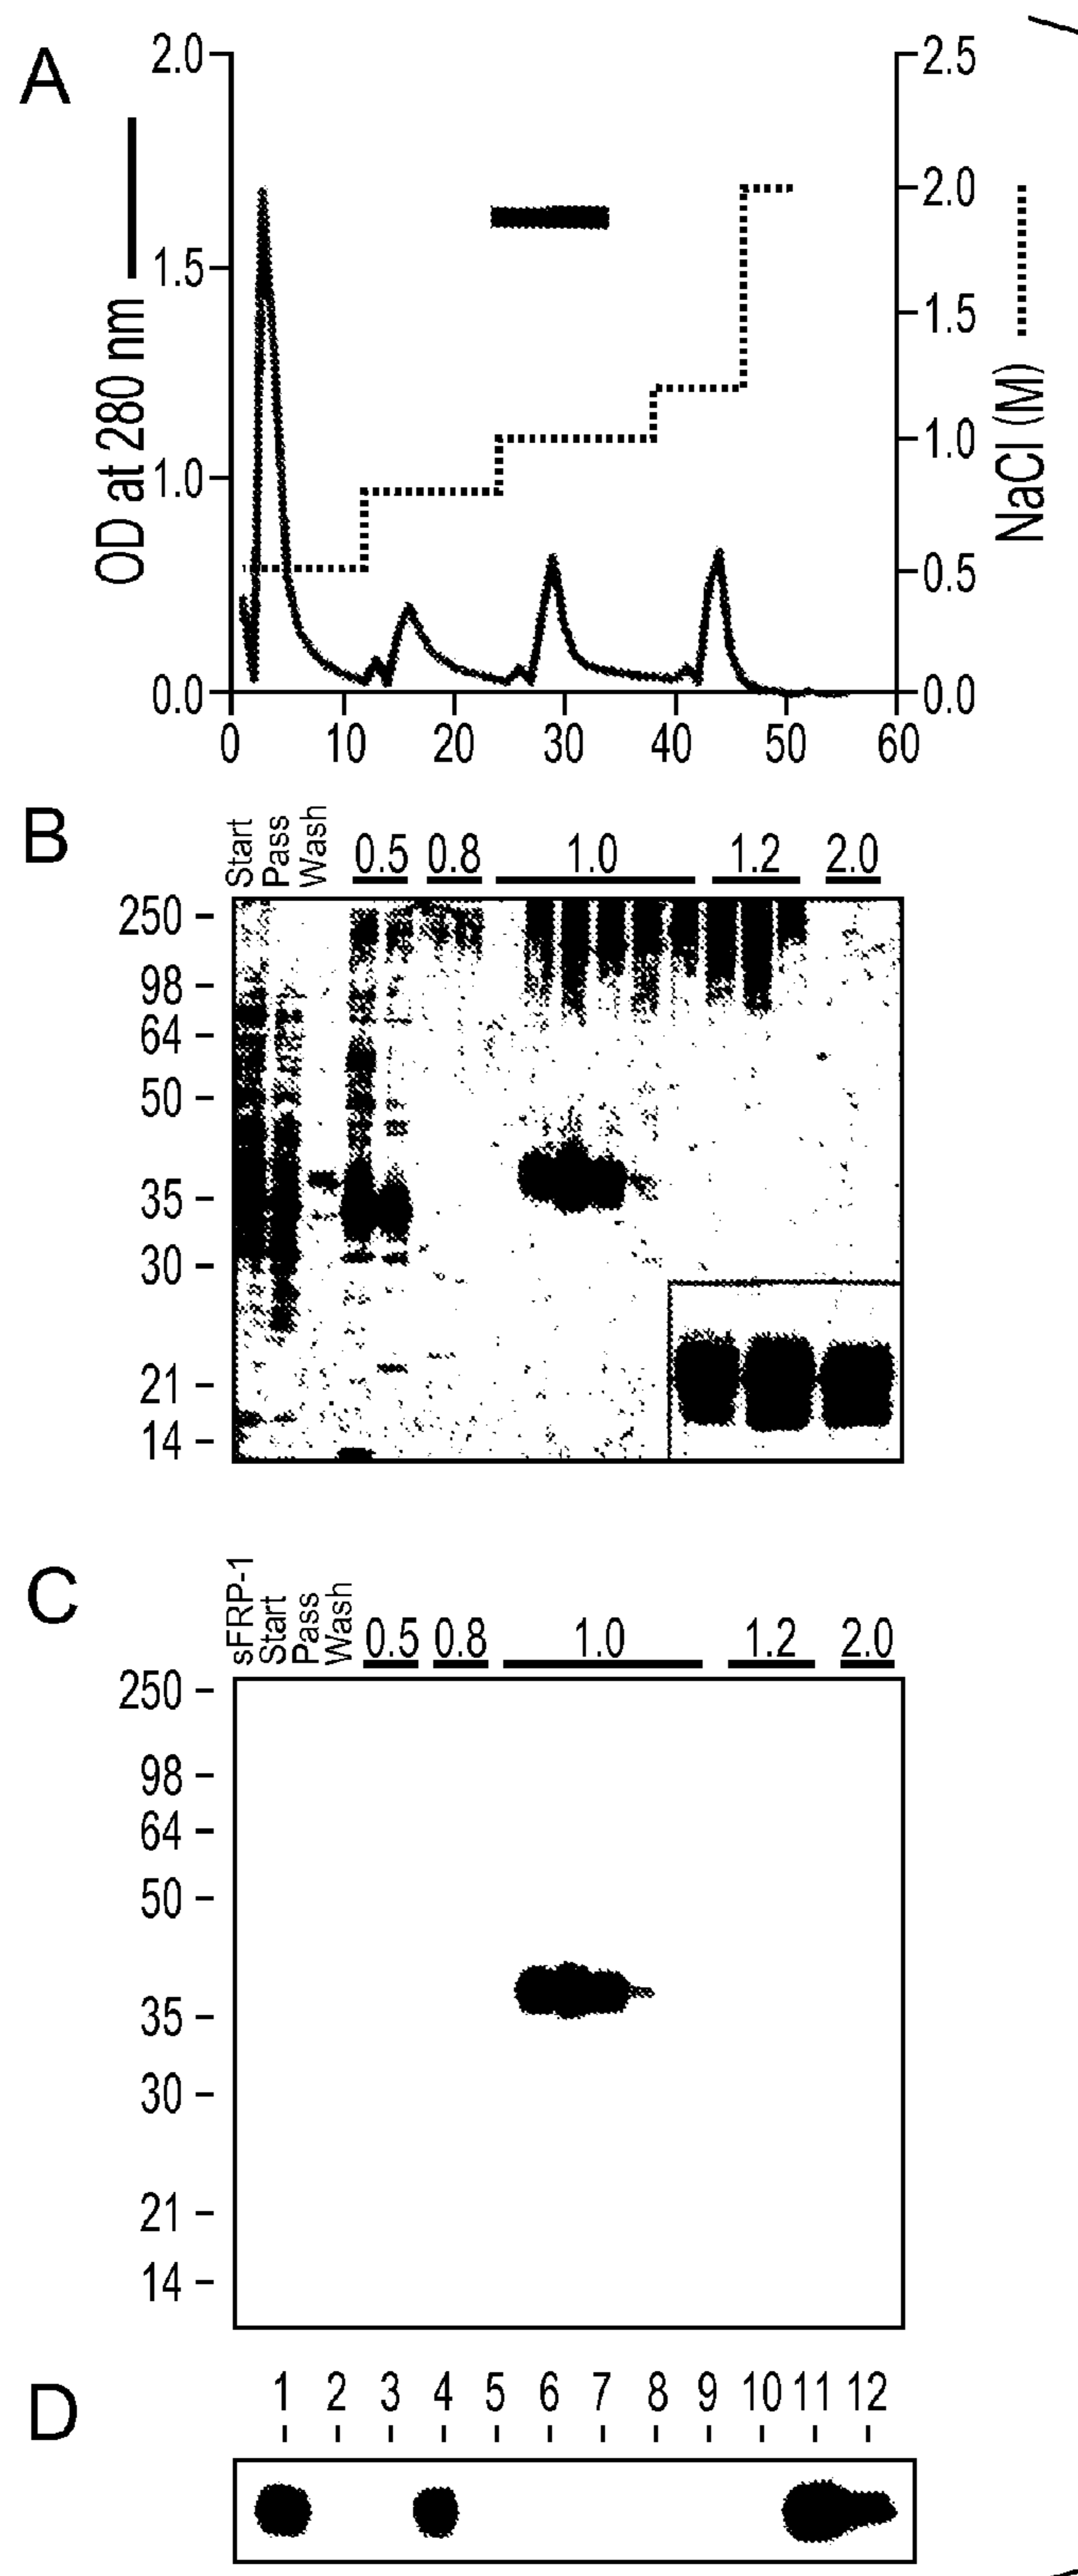 A
2.0
1.5
1.0
0.0
OD at 280 nm
2.5
2.0
1.5
1.0
0.5
0.0
NaCl (M)
0 10 20 30 40 50 60
B
Start Pass Wash 0.5 0.8 1.0 1.2 2.0
250
98
64
50
35
30
21
14
C
sFRP-1 Start Pass Wash 0.5 0.8 1.0 1.2 2.0
250
98
64
50
35
30
21
14
D
1 2 3 4 5 6 7 8 9 10 11 12